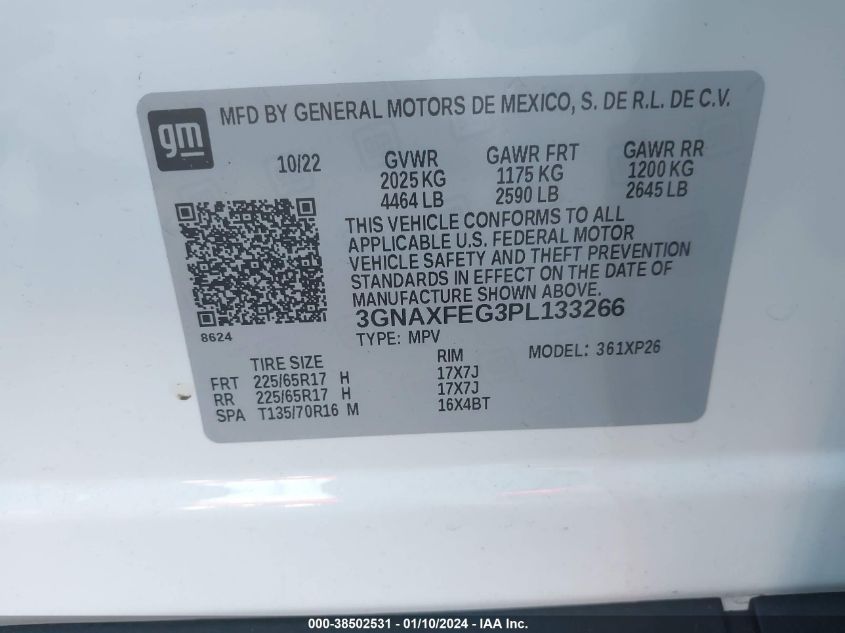 gm
MFD BY GENERAL MOTORS DE MEXICO, S. DE R.L. DE C.V.
10/22
GVWR GAWR FRT GAWR RR
2025 KG 1175 KG 1200 KG
4464 LB 2590 LB 2645 LB
THIS VEHICLE CONFORMS TO ALL
APPLICABLE U.S. FEDERAL MOTOR
VEHICLE SAFETY AND THEFT PREVENTION
STANDARDS IN EFFECT ON THE DATE OF
MANUFACTURE SHOWN ABOVE.
3GNAXFEG3PL133266
8624
TYPE: MPV MODEL: 361XP26
TIRE SIZE RIM
FRT 225/65R17 H 17X7J
RR 225/65R17 H 17X7J
SPA T135/70R16 M 16X4BT
000-38502531 - 01/10/2024 - IAA Inc.